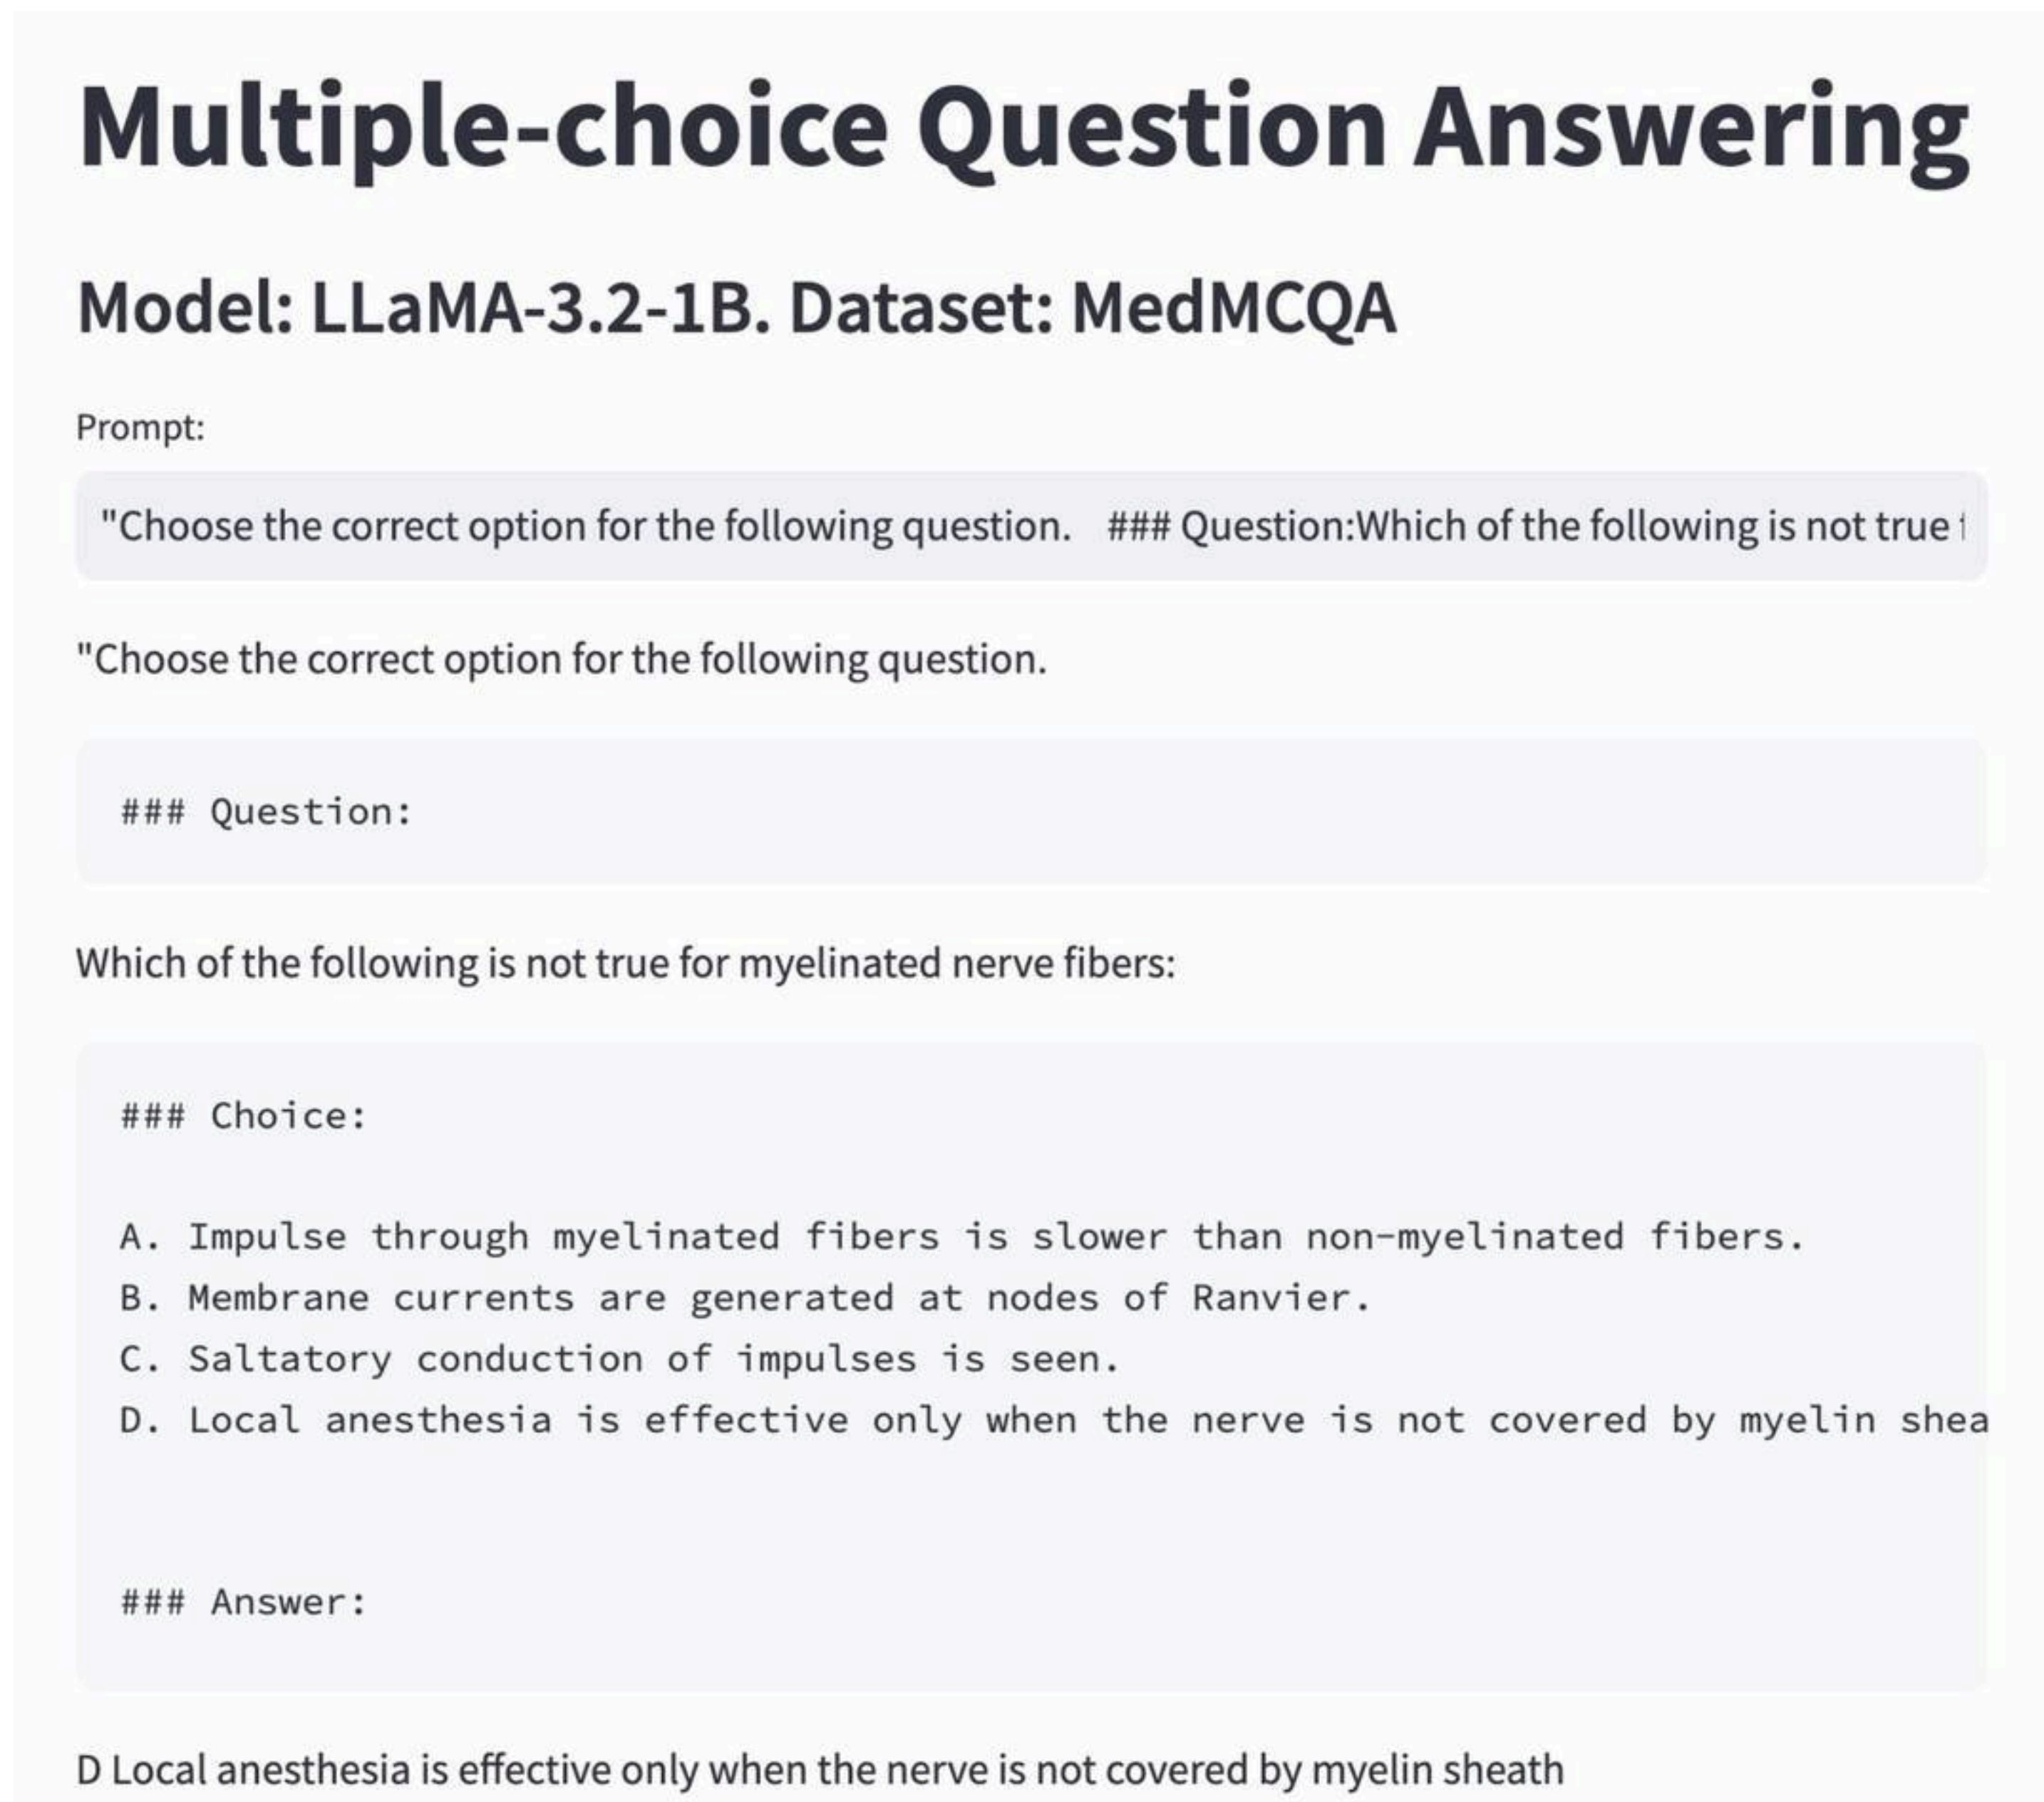 Multiple-choice Question Answering
Model: LLaMA-3.2-1B. Dataset: MedMCQA
Prompt:
"Choose the correct option for the following question.   ### Question:Which of the following is not true
"Choose the correct option for the following question.
### Question:
Which of the following is not true for myelinated nerve fibers:
### Choice:
A. Impulse through myelinated fibers is slower than non-myelinated fibers.
B. Membrane currents are generated at nodes of Ranvier.
C. Saltatory conduction of impulses is seen.
D. Local anesthesia is effective only when the nerve is not covered by myelin shea
### Answer:
D Local anesthesia is effective only when the nerve is not covered by myelin sheath